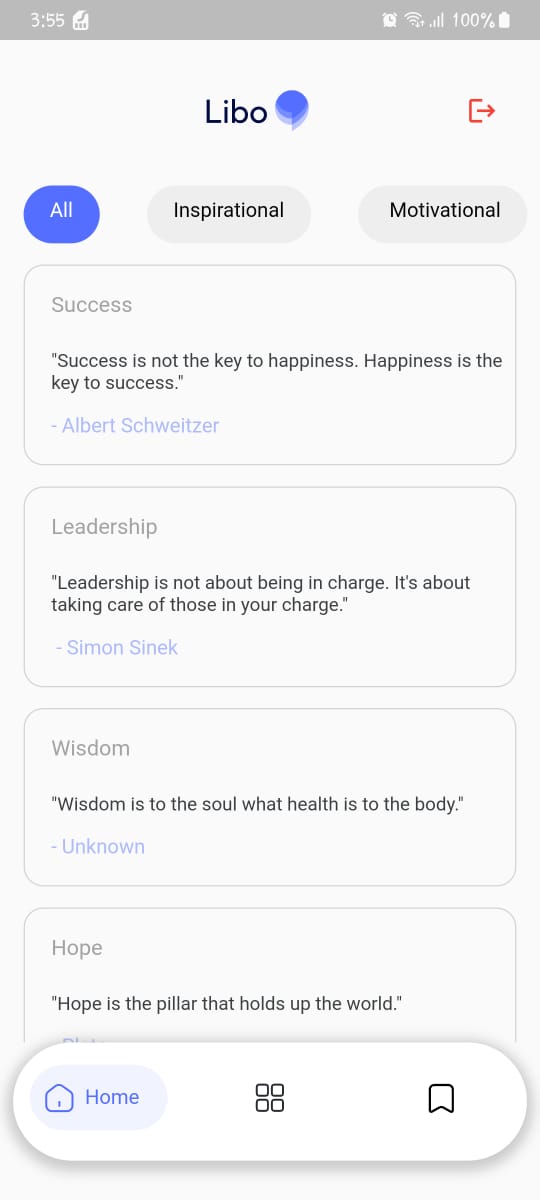 3:55 100%
Libo
All Inspirational Motivational
Success
"Success is not the key to happiness. Happiness is the
key to success."
- Albert Schweitzer
Leadership
"Leadership is not about being in charge. It's about
taking care of those in your charge."
- Simon Sinek
Wisdom
"Wisdom is to the soul what health is to the body."
- Unknown
Hope
"Hope is the pillar that holds up the world."
Home